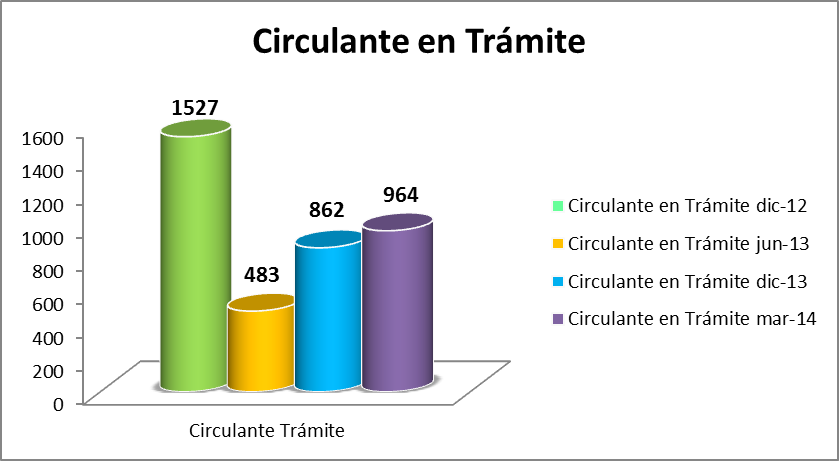 Circulante en Trámite
1527
483
862
964
1600
1400
1200
1000
800
600
400
200
0
Circulante Trámite
Circulante en Trámite dic-12
Circulante en Trámite jun-13
Circulante en Trámite dic-13
Circulante en Trámite mar-14